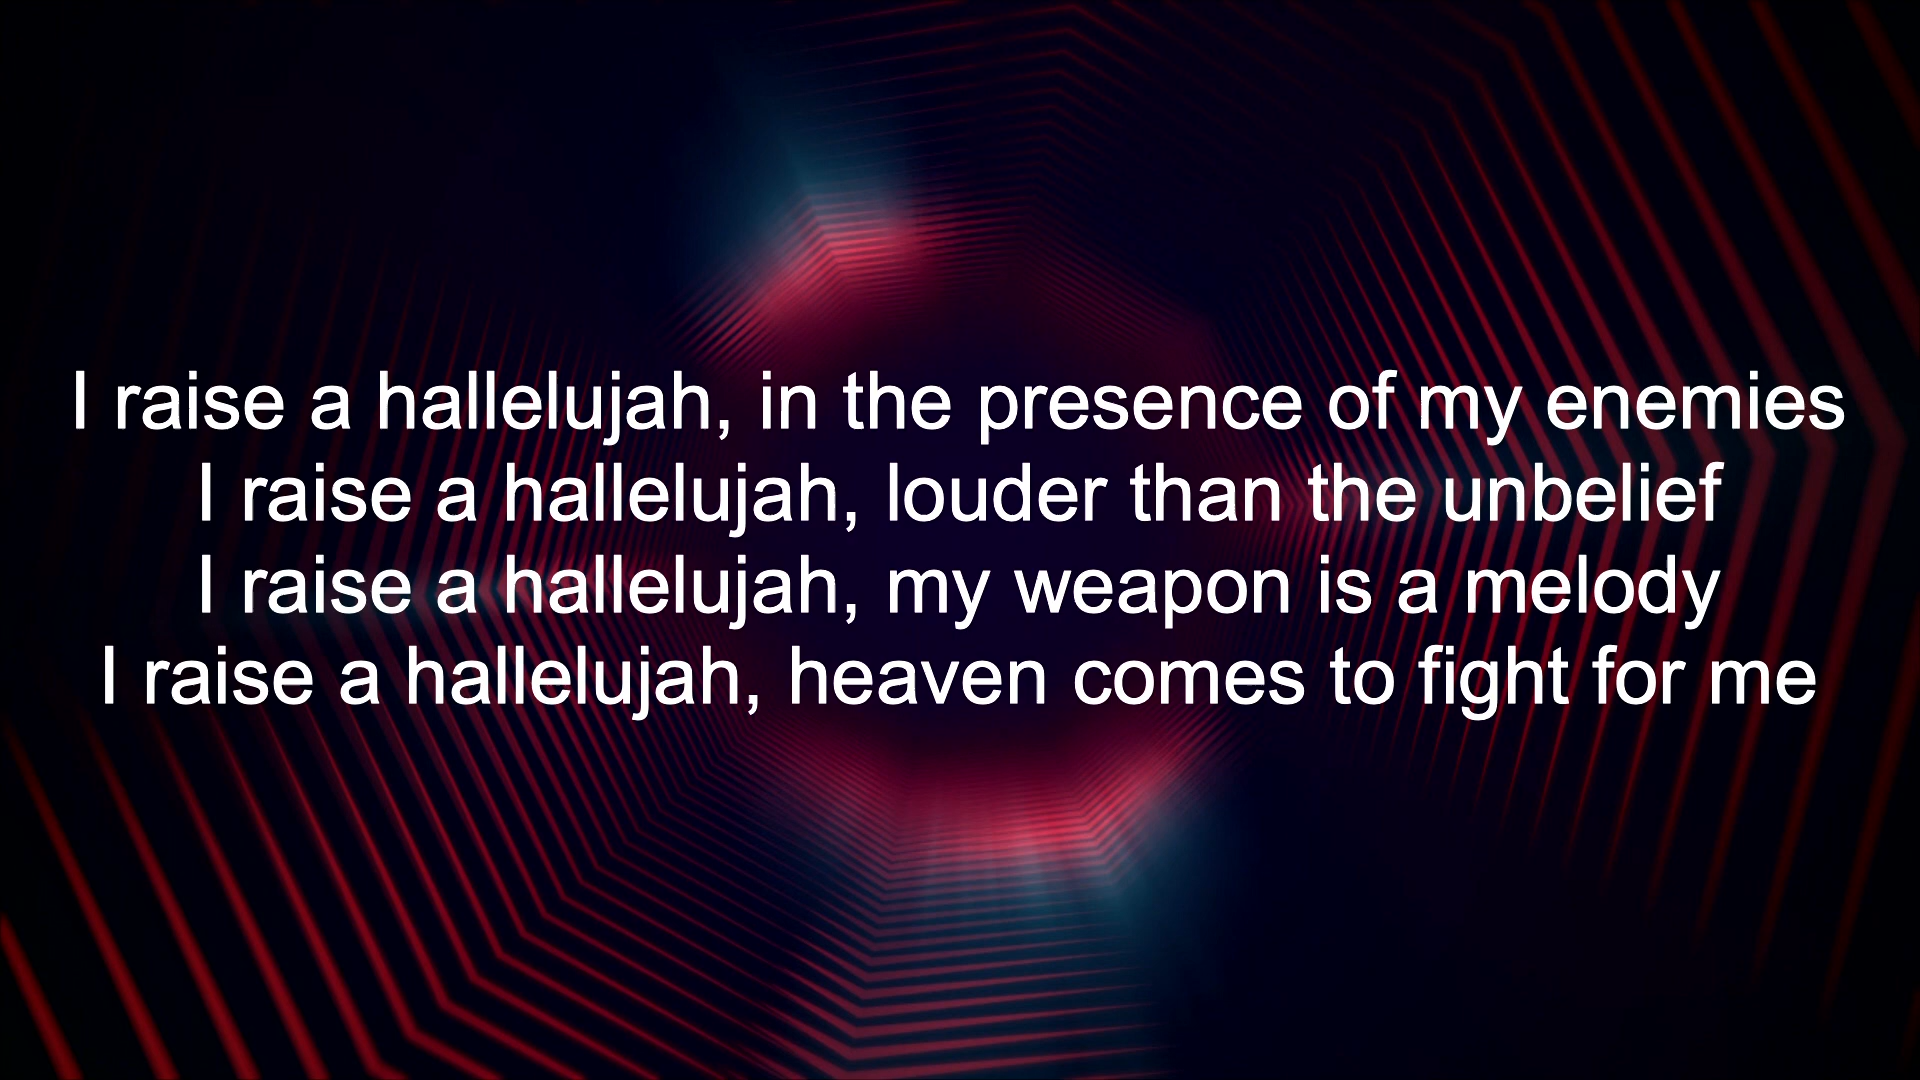 I raise a hallelujah, in the presence of my enemies
I raise a hallelujah, louder than the unbelief
I raise a hallelujah, my weapon is a melody
I raise a hallelujah, heaven comes to fight for me